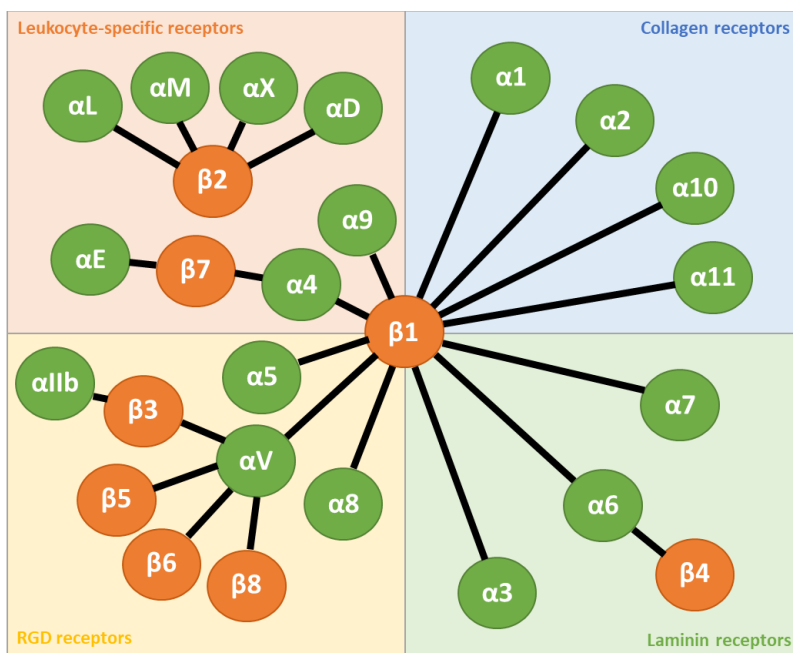 Leukocyte-specific receptors
Collagen receptors
αL
αM
αX
αD
β2
α9
αE
β7
α4
α1
α2
α10
α11
β1
αIIb
β3
α5
αV
β5
β6
β8
α8
α7
α6
β4
α3
RGD receptors
Laminin receptors